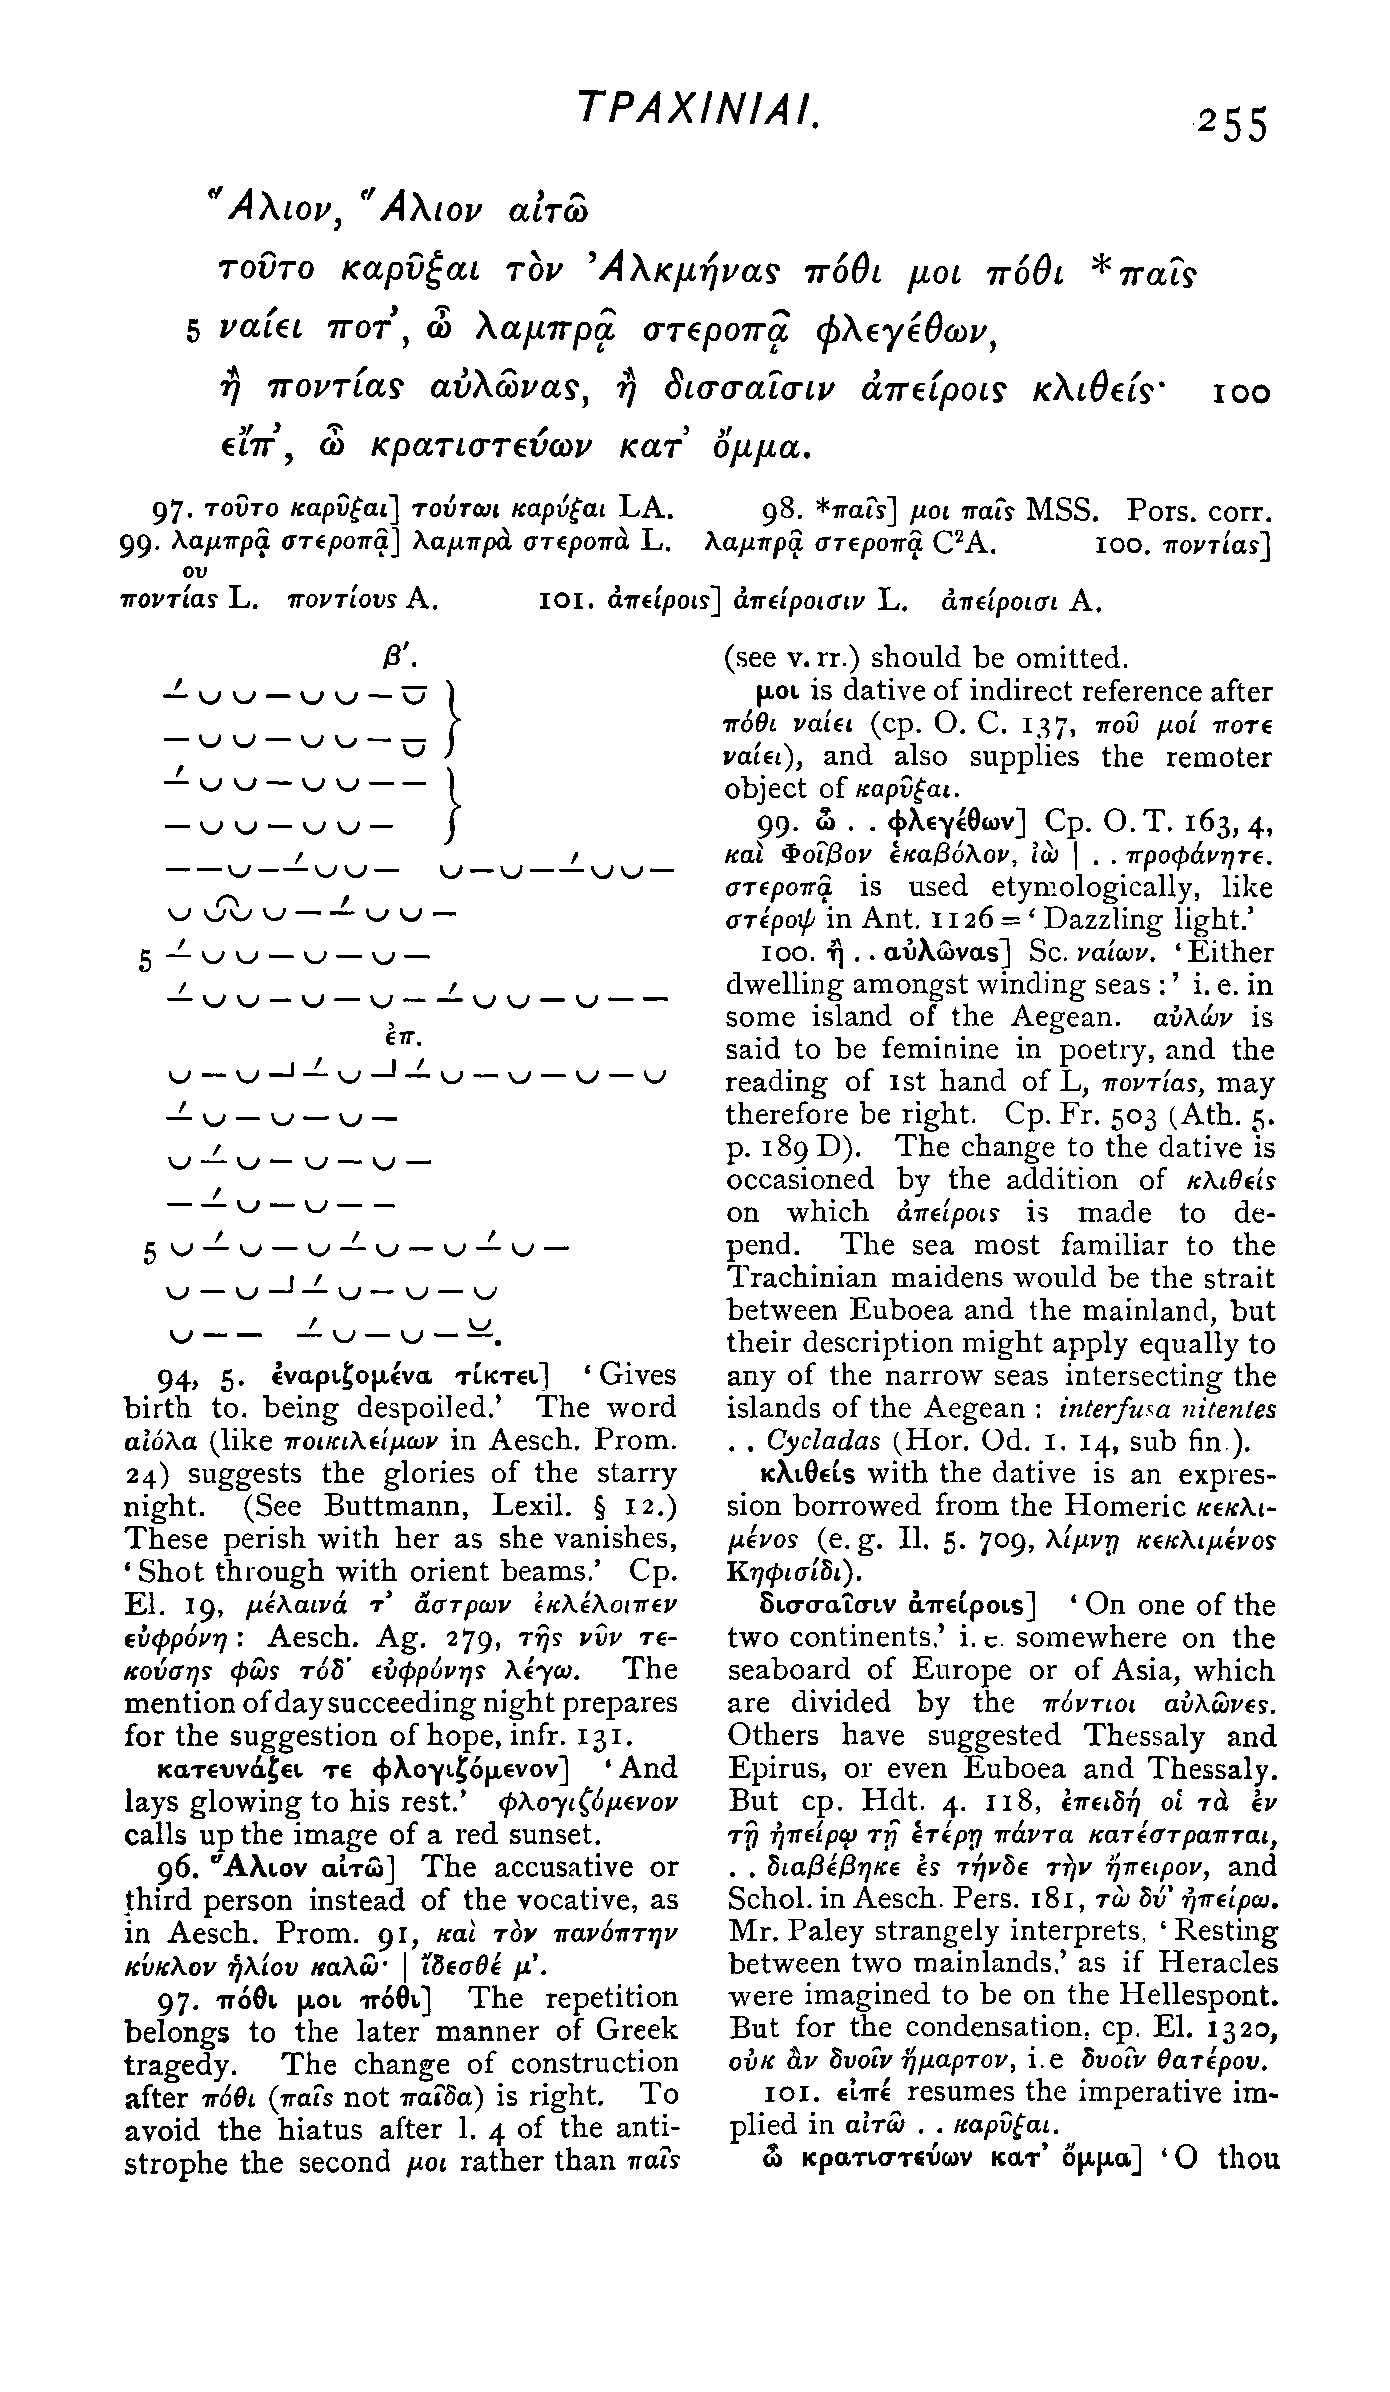 ΤΡΑΧΙΝΙΑΙ.
255
Ἅλιον, Ἅλιον αἰτῶ
τοῦτο καρῦξαι τὸν Ἀλκμήνας πόθι μοι πόθι *παῖς
5 ναίει ποτ', ὦ λαμπρᾷ στεροπᾷ φλεγέθων,
ἢ ποντίας αὐλῶνας, ἢ δισσαῖσιν ἀπείροις κλιθείς· 100
εἴπ', ὦ κρατιστεύων κατ' ὄμμα.
97. τοῦτο καρῦξαι] τούτωι καρύξαι LA. 98. *παῖς] μοι παῖς MSS. Pors. corr.
99. λαμπρᾷ στεροπᾷ] λαμπρὰ στεροπὰ L. λαμπρᾷ στεροπᾷ C²A. 100. ποντίας]
ου
ποντίας L. ποντίους A. 101. ἀπείροις] ἀπείροισιν L. ἀπείροισι A.
β'.
–́ ᴗ ᴗ – ᴗ ᴗ – ᴗ̅ }
– ᴗ ᴗ – ᴗ ᴗ – ᴗ̅ }
–́ ᴗ ᴗ – ᴗ ᴗ – – }
– ᴗ ᴗ – ᴗ ᴗ – }
– – ᴗ – –́ ᴗ ᴗ – ᴗ – ᴗ – –́ ᴗ ᴗ –
ᴗ ᴗ͡ᴗ ᴗ – –́ ᴗ ᴗ –
5 –́ ᴗ ᴗ – ᴗ – ᴗ –
–́ ᴗ ᴗ – ᴗ – ᴗ – –́ ᴗ ᴗ – ᴗ – –
ἐπ.
ᴗ – ᴗ –́ –́ ᴗ –́ –́ ᴗ – ᴗ – ᴗ – ᴗ
–́ ᴗ – ᴗ – ᴗ –
ᴗ –́ ᴗ – ᴗ – ᴗ –
– –́ ᴗ – ᴗ – –
5 ᴗ –́ ᴗ – ᴗ –́ ᴗ – ᴗ –́ ᴗ –
ᴗ – ᴗ –́ –́ ᴗ – ᴗ – ᴗ
ᴗ – – –́ ᴗ – ᴗ – ᴗ̲.
94, 5. ἐναριζομένα τίκτει] ‘Gives
birth to, being despoiled.’ The word
αἰόλα (like ποικιλείμων in Aesch. Prom.
24) suggests the glories of the starry
night. (See Buttmann, Lexil. § 12.)
These perish with her as she vanishes,
‘Shot through with orient beams.’ Cp.
El. 19, μέλαινά τ' ἄστρων ἐκλέλοιπεν
εὐφρόνη: Aesch. Ag. 279, τῆς νῦν τε-
κούσης φῶς τόδ' εὐφρόνης λέγω. The
mention of day succeeding night prepares
for the suggestion of hope, infr. 131.
κατευνάζει τε φλογιζόμενον] ‘And
lays glowing to his rest.’ φλογιζόμενον
calls up the image of a red sunset.
96. Ἅλιον αἰτῶ] The accusative or
third person instead of the vocative, as
in Aesch. Prom. 91, καὶ τὸν πανόπτην
κύκλον ἡλίου καλῶ· | ἴδεσθέ μ'.
97. πόθι μοι πόθι] The repetition
belongs to the later manner of Greek
tragedy. The change of construction
after πόθι (παῖς not παῖδα) is right. To
avoid the hiatus after l. 4 of the anti-
strophe the second μοι rather than παῖς
(see v. rr.) should be omitted.
μοι is dative of indirect reference after
πόθι ναίει (cp. O. C. 137, ποῦ μοί ποτε
ναίει), and also supplies the remoter
object of καρῦξαι.
99. ὦ . . φλεγέθων] Cp. O. T. 163, 4,
καὶ Φοῖβον ἑκαβόλον, ἰὼ | . . προφάνητε.
στεροπᾷ is used etymologically, like
στέροψ in Ant. 1126 = ‘Dazzling light.’
100. ἢ . . αὐλῶνας] Sc. ναίων. ‘Either
dwelling amongst winding seas:’ i. e. in
some island of the Aegean. αὐλών is
said to be feminine in poetry, and the
reading of 1st hand of L, ποντίας, may
therefore be right. Cp. Fr. 503 (Ath. 5.
p. 189 D). The change to the dative is
occasioned by the addition of κλιθείς
on which ἀπείροις is made to de-
pend. The sea most familiar to the
Trachinian maidens would be the strait
between Euboea and the mainland, but
their description might apply equally to
any of the narrow seas intersecting the
islands of the Aegean: interfusa nitentes
. . Cycladas (Hor. Od. 1. 14, sub fin.).
κλιθείς with the dative is an expres-
sion borrowed from the Homeric κεκλι-
μένος (e. g. Il. 5. 709, λίμνῃ κεκλιμένος
Κηφισίδι).
δισσαῖσιν ἀπείροις] ‘On one of the
two continents,’ i. e. somewhere on the
seaboard of Europe or of Asia, which
are divided by the πόντιοι αὐλῶνες.
Others have suggested Thessaly and
Epirus, or even Euboea and Thessaly.
But cp. Hdt. 4. 118, ἐπειδή οἱ τὰ ἐν
τῇ ἠπείρῳ τῇ ἑτέρῃ πάντα κατέστραπται,
. . διαβέβηκε ἐς τήνδε τὴν ἤπειρον, and
Schol. in Aesch. Pers. 181, τὼ δύ' ἠπείρω.
Mr. Paley strangely interprets, ‘Resting
between two mainlands,’ as if Heracles
were imagined to be on the Hellespont.
But for the condensation, cp. El. 1320,
οὐκ ἂν δυοῖν ἥμαρτον, i. e δυοῖν θατέρου.
101. εἰπέ resumes the imperative im-
plied in αἰτῶ . . καρῦξαι.
ὦ κρατιστεύων κατ' ὄμμα] ‘O thou